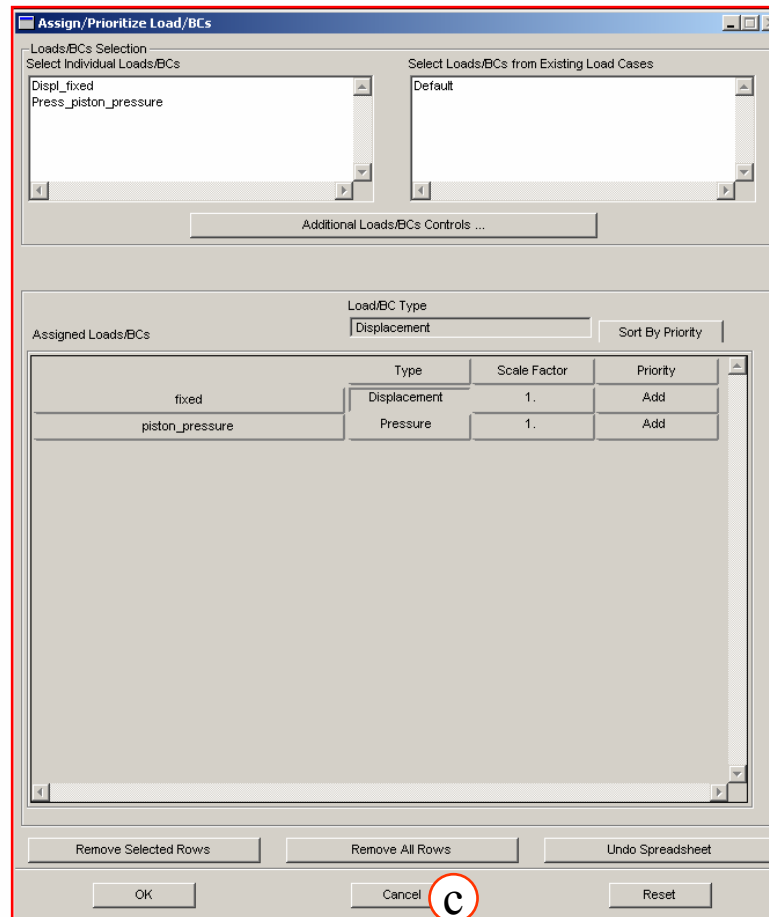 Assign/Prioritize Load/BCs
Loads/BCs Selection
Select Individual Loads/BCs
Displ_fixed
Press_piston_pressure
Select Loads/BCs from Existing Load Cases
Default
Additional Loads/BCs Controls ...
Load/BC Type
Assigned Loads/BCs
Displacement
Sort By Priority
Type Scale Factor Priority
fixed Displacement 1. Add
piston_pressure Pressure 1. Add
Remove Selected Rows Remove All Rows Undo Spreadsheet
OK Cancel c Reset